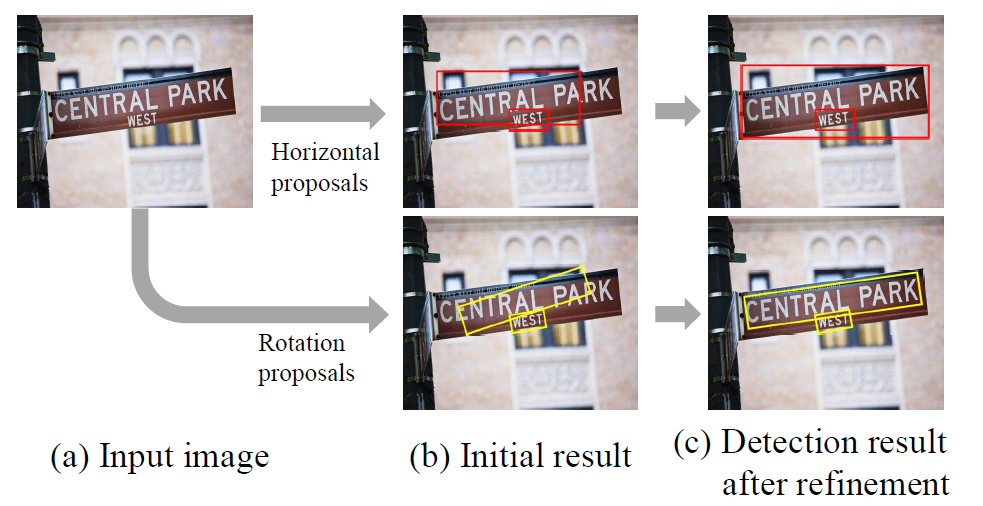 CENTRAL PARK
WEST
CENTRAL PARK
WEST
CENTRAL PARK
WEST
Horizontal
proposals
CENTRAL PARK
WEST
CENTRAL PARK
WEST
Rotation
proposals
(a) Input image
(b) Initial result
(c) Detection result
after refinement